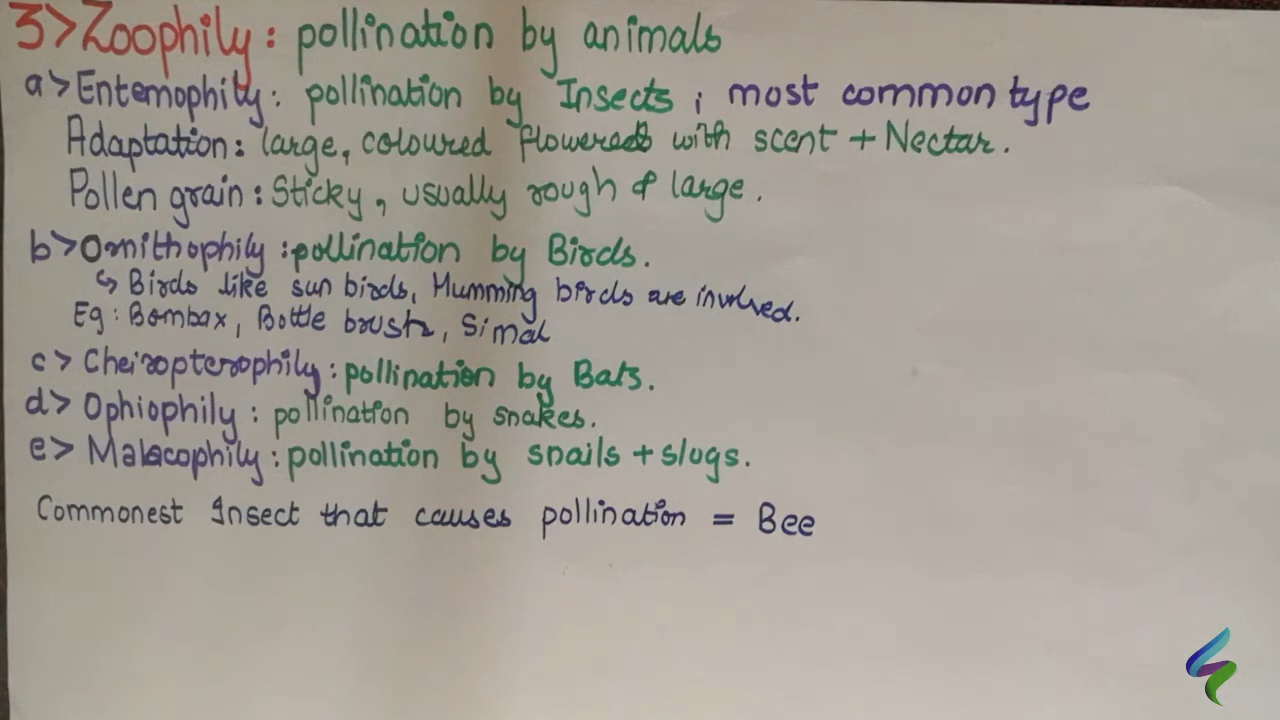 3> Zoophily: pollination by animals
a> Entemophily: pollination by Insects; most common type
Adaptation: large, coloured flowered with scent + Nectar.
Pollen grain: Sticky, usually rough & large.
b> Ornithophily: pollination by Birds.
↳ Birds like sun birds, Humming birds are involved.
Eg: Bombax, Bottle brush, Simal
c> Cheiropterophily: pollination by Bats.
d> Ophiophily: pollination by snakes.
e> Malacophily: pollination by snails + slugs.
Commonest Insect that causes pollination = Bee